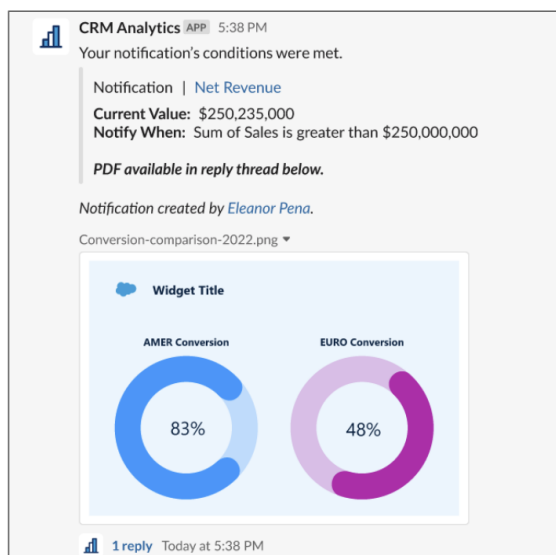 CRM Analytics APP 5:38 PM
Your notification's conditions were met.
Notification | Net Revenue
Current Value: $250,235,000
Notify When: Sum of Sales is greater than $250,000,000
PDF available in reply thread below.
Notification created by Eleanor Pena.
Conversion-comparison-2022.png
Widget Title
AMER Conversion
EURO Conversion
83%
48%
1 reply Today at 5:38 PM